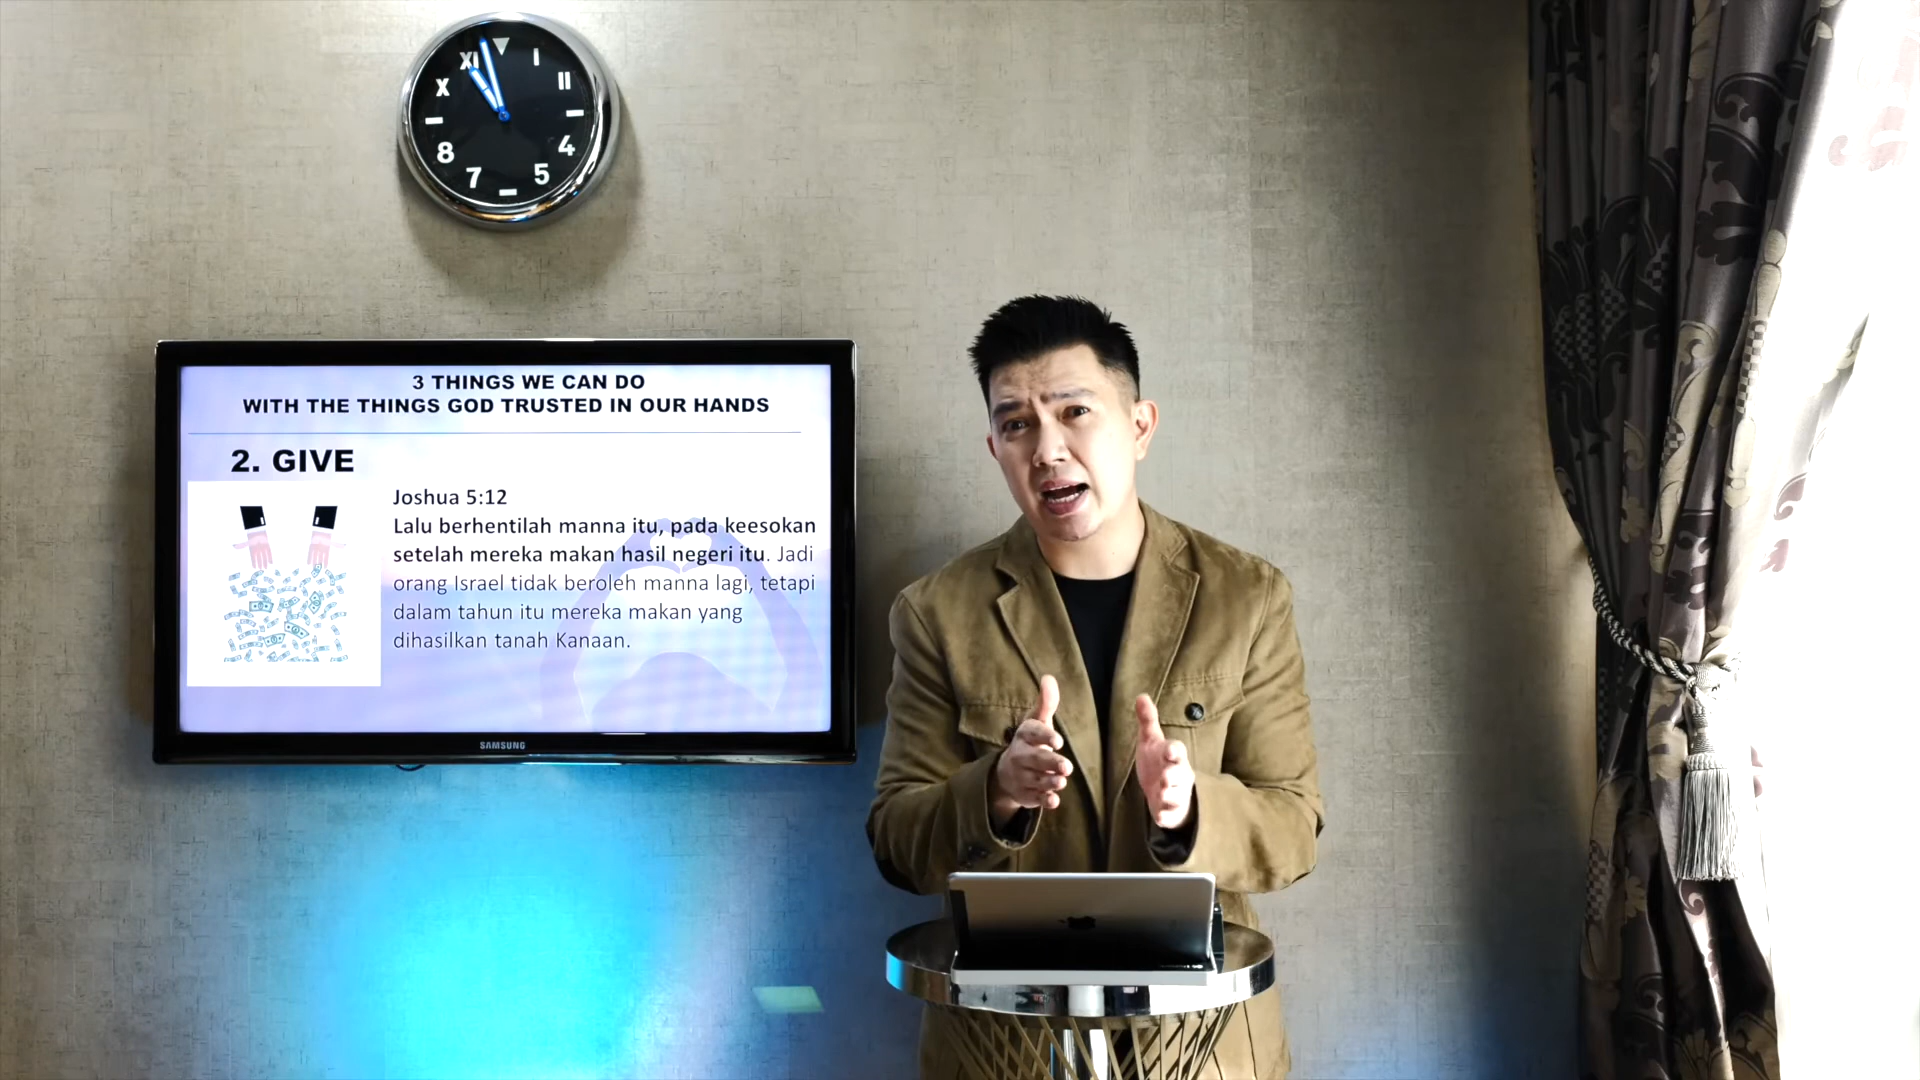 XI I
X II
8 4
7 5
3 THINGS WE CAN DO
WITH THE THINGS GOD TRUSTED IN OUR HANDS
2. GIVE
Joshua 5:12
Lalu berhentilah manna itu, pada keesokan
setelah mereka makan hasil negeri itu. Jadi
orang Israel tidak beroleh manna lagi, tetapi
dalam tahun itu mereka makan yang
dihasilkan tanah Kanaan.
SAMSUNG